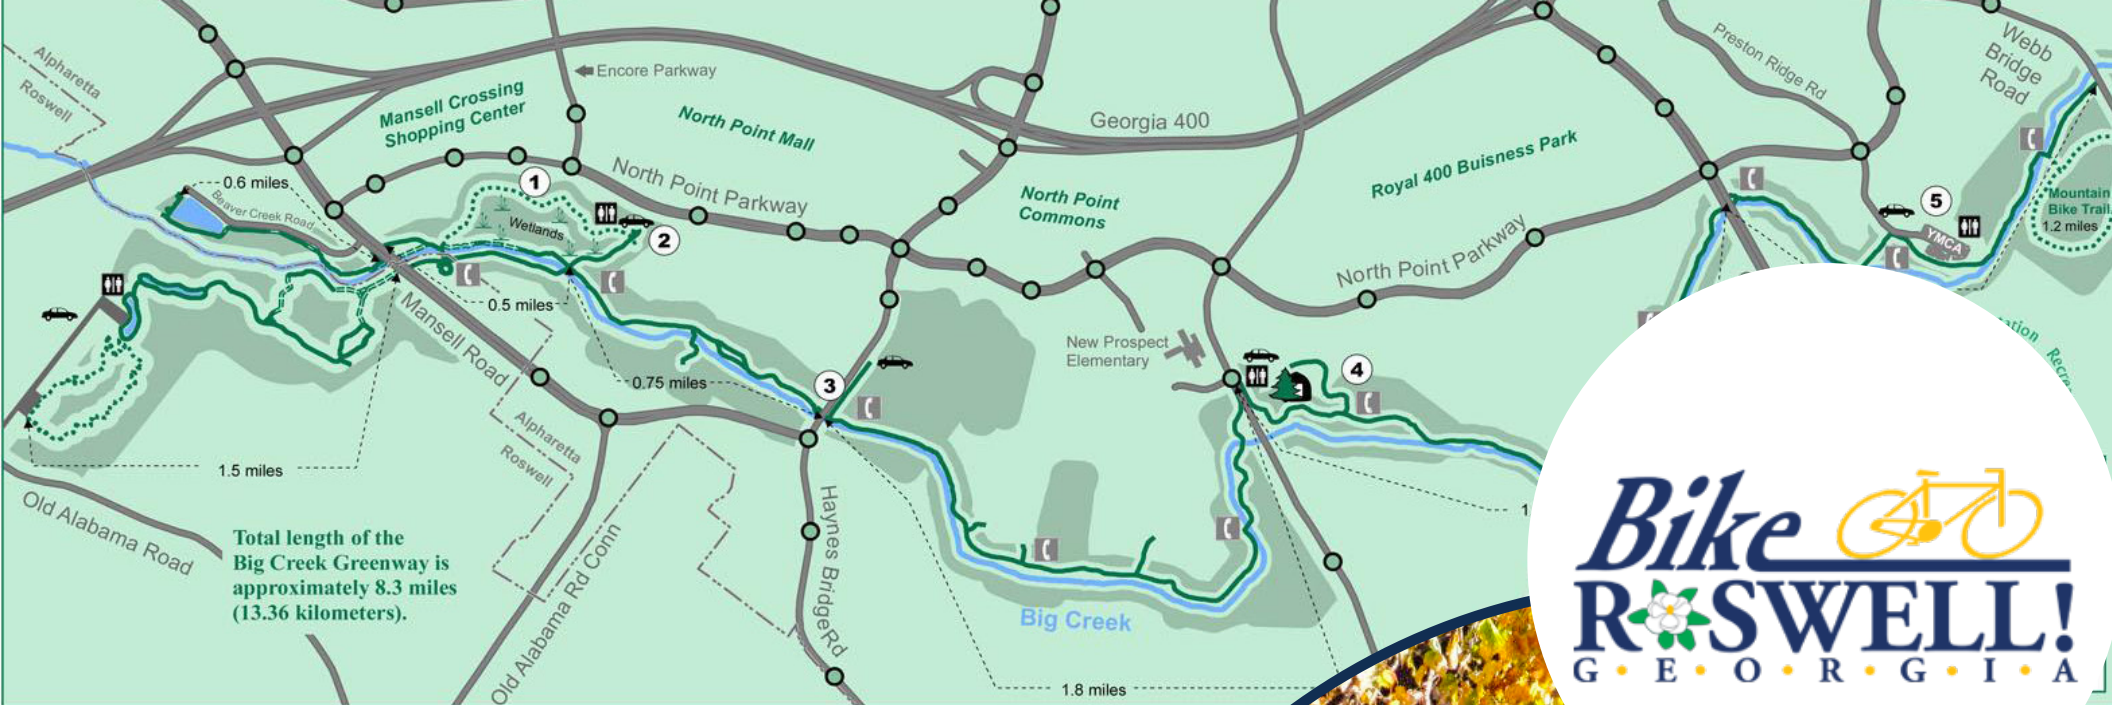 Alpharetta
Roswell
Mansell Crossing
Shopping Center
Encore Parkway
North Point Mall
Georgia 400
Royal 400 Buisness Park
Preston Ridge Rd
Webb
Bridge
Road
0.6 miles
Beaver Creek Road
1
Wetlands
2
North Point Parkway
North Point
Commons
North Point Parkway
5
YMCA
Mountain
Bike Trail
1.2 miles
0.5 miles
Mansell Road
0.75 miles
3
New Prospect
Elementary
4
Alpharetta
Roswell
1.5 miles
Old Alabama Road
Total length of the
Big Creek Greenway is
approximately 8.3 miles
(13.36 kilometers).
Old Alabama Rd Conn
Haynes Bridge Rd
Big Creek
1.8 miles
1
Bike
ROSWELL!
G·E·O·R·G·I·A